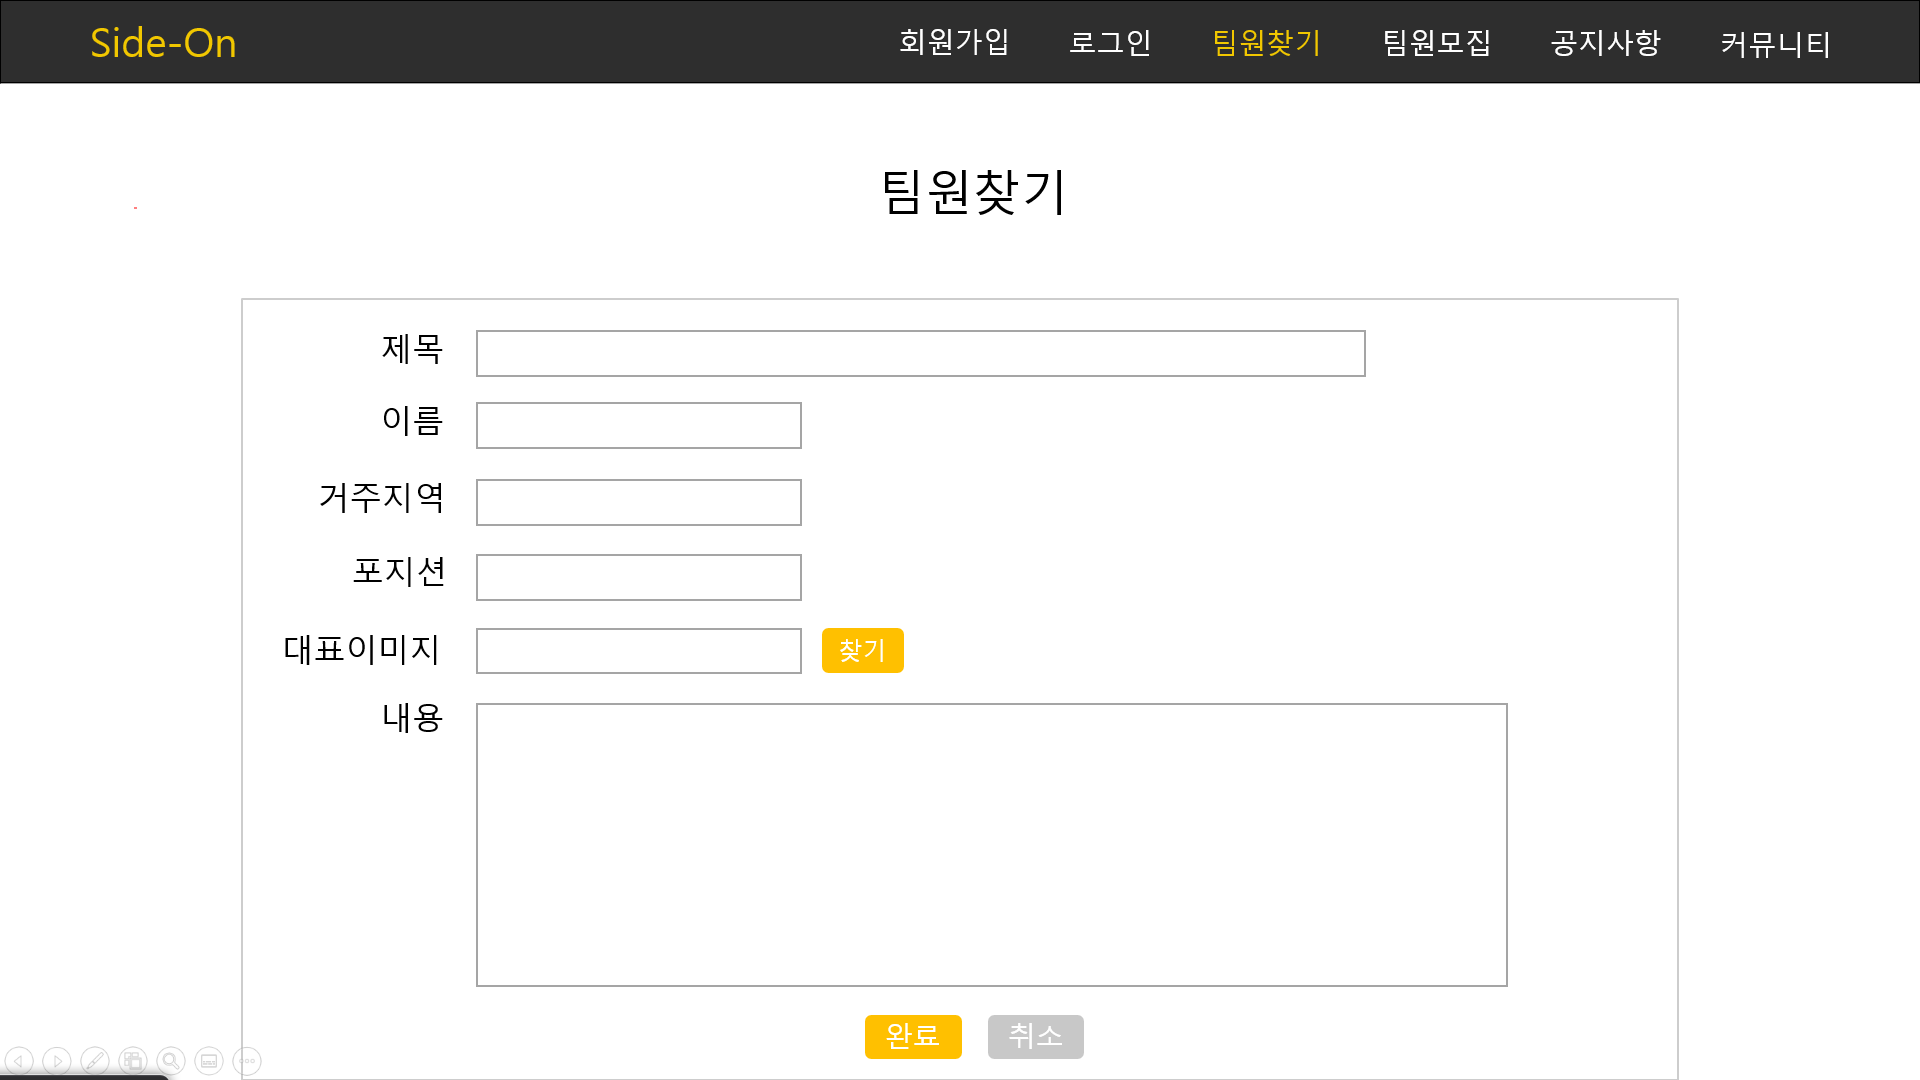 Side-On 회원가입 로그인 팀원찾기 팀원모집 공지사항 커뮤니티
팀원찾기
제목
이름
거주지역
포지션
대표이미지 찾기
내용
완료 취소